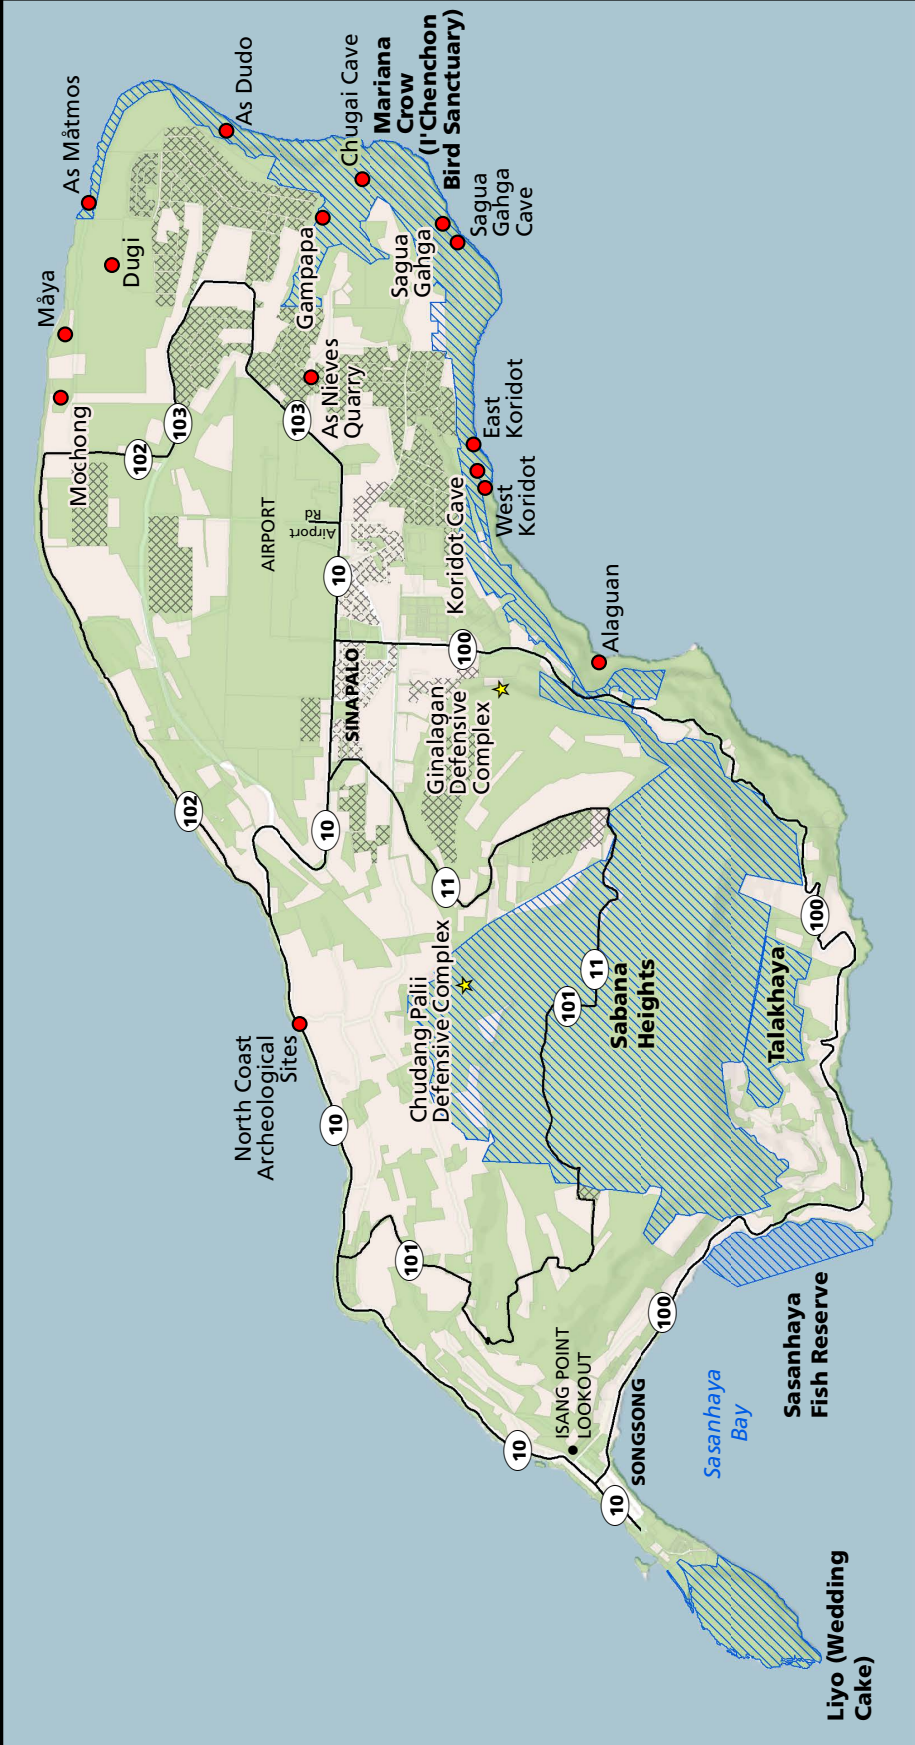 As Måtmos
As Dudo
Chugai Cave
Mariana
Crow
(I'Chenchon
Bird Sanctuary)
Måya
Dugi
Gampapa
Sagua
Gahga
Sagua
Gahga
Cave
Mochong
102
103
103
As Nieves
Quarry
East
Koridot
West
Koridot
Koridot Cave
AIRPORT
Airport
Rd
10
SINAPALO
100
Alaguan
Ginalagan
Defensive
Complex
102
10
11
Chudang Palii
Defensive Complex
North Coast
Archeological
Sites
101
11
Sabana
Heights
Talakhaya
100
10
101
100
ISANG POINT
LOOKOUT
SONGSONG
10
10
Sasanhaya
Bay
Sasanhaya
Fish Reserve
Liyo (Wedding
Cake)